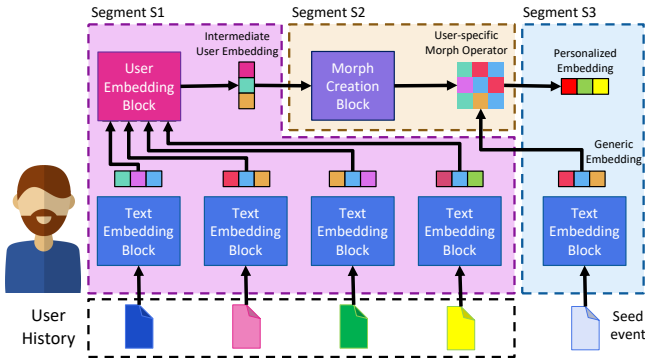 Segment S1
Segment S2
Segment S3
Intermediate
User Embedding
User-specific
Morph Operator
Personalized
Embedding
User
Embedding
Block
Morph
Creation
Block
Generic
Embedding
Text
Embedding
Block
Text
Embedding
Block
Text
Embedding
Block
Text
Embedding
Block
Text
Embedding
Block
User
History
Seed
event